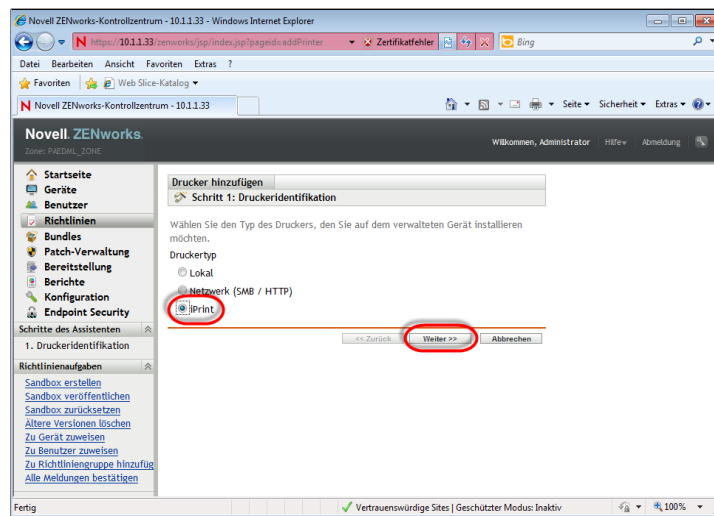 Novell ZENworks-Kontrollzentrum - 10.1.1.33 - Windows Internet Explorer
https://10.1.1.33/zenworks/jsp/index.jsp?pageid=addPrinter
Zertifikatfehler
Bing
Datei Bearbeiten Ansicht Favoriten Extras ?
Favoriten Web Slice-Katalog
Novell ZENworks-Kontrollzentrum - 10.1.1.33
Seite Sicherheit Extras
Novell. ZENworks.
Zone: PAEDML_ZONE
Willkommen, Administrator Hilfe Abmeldung
Startseite
Geräte
Benutzer
Richtlinien
Bundles
Patch-Verwaltung
Bereitstellung
Berichte
Konfiguration
Endpoint Security
Schritte des Assistenten
1. Druckeridentifikation
Richtlinienaufgaben
Sandbox erstellen
Sandbox veröffentlichen
Sandbox zurücksetzen
Ältere Versionen löschen
Zu Gerät zuweisen
Zu Benutzer zuweisen
Zu Richtliniengruppe hinzufüg
Alle Meldungen bestätigen
Drucker hinzufügen
Schritt 1: Druckeridentifikation
Wählen Sie den Typ des Druckers, den Sie auf dem verwalteten Gerät installieren
möchten.
Druckertyp
Lokal
Netzwerk (SMB / HTTP)
iPrint
<< Zurück Weiter >> Abbrechen
Fertig
Vertrauenswürdige Sites | Geschützter Modus: Inaktiv
100%